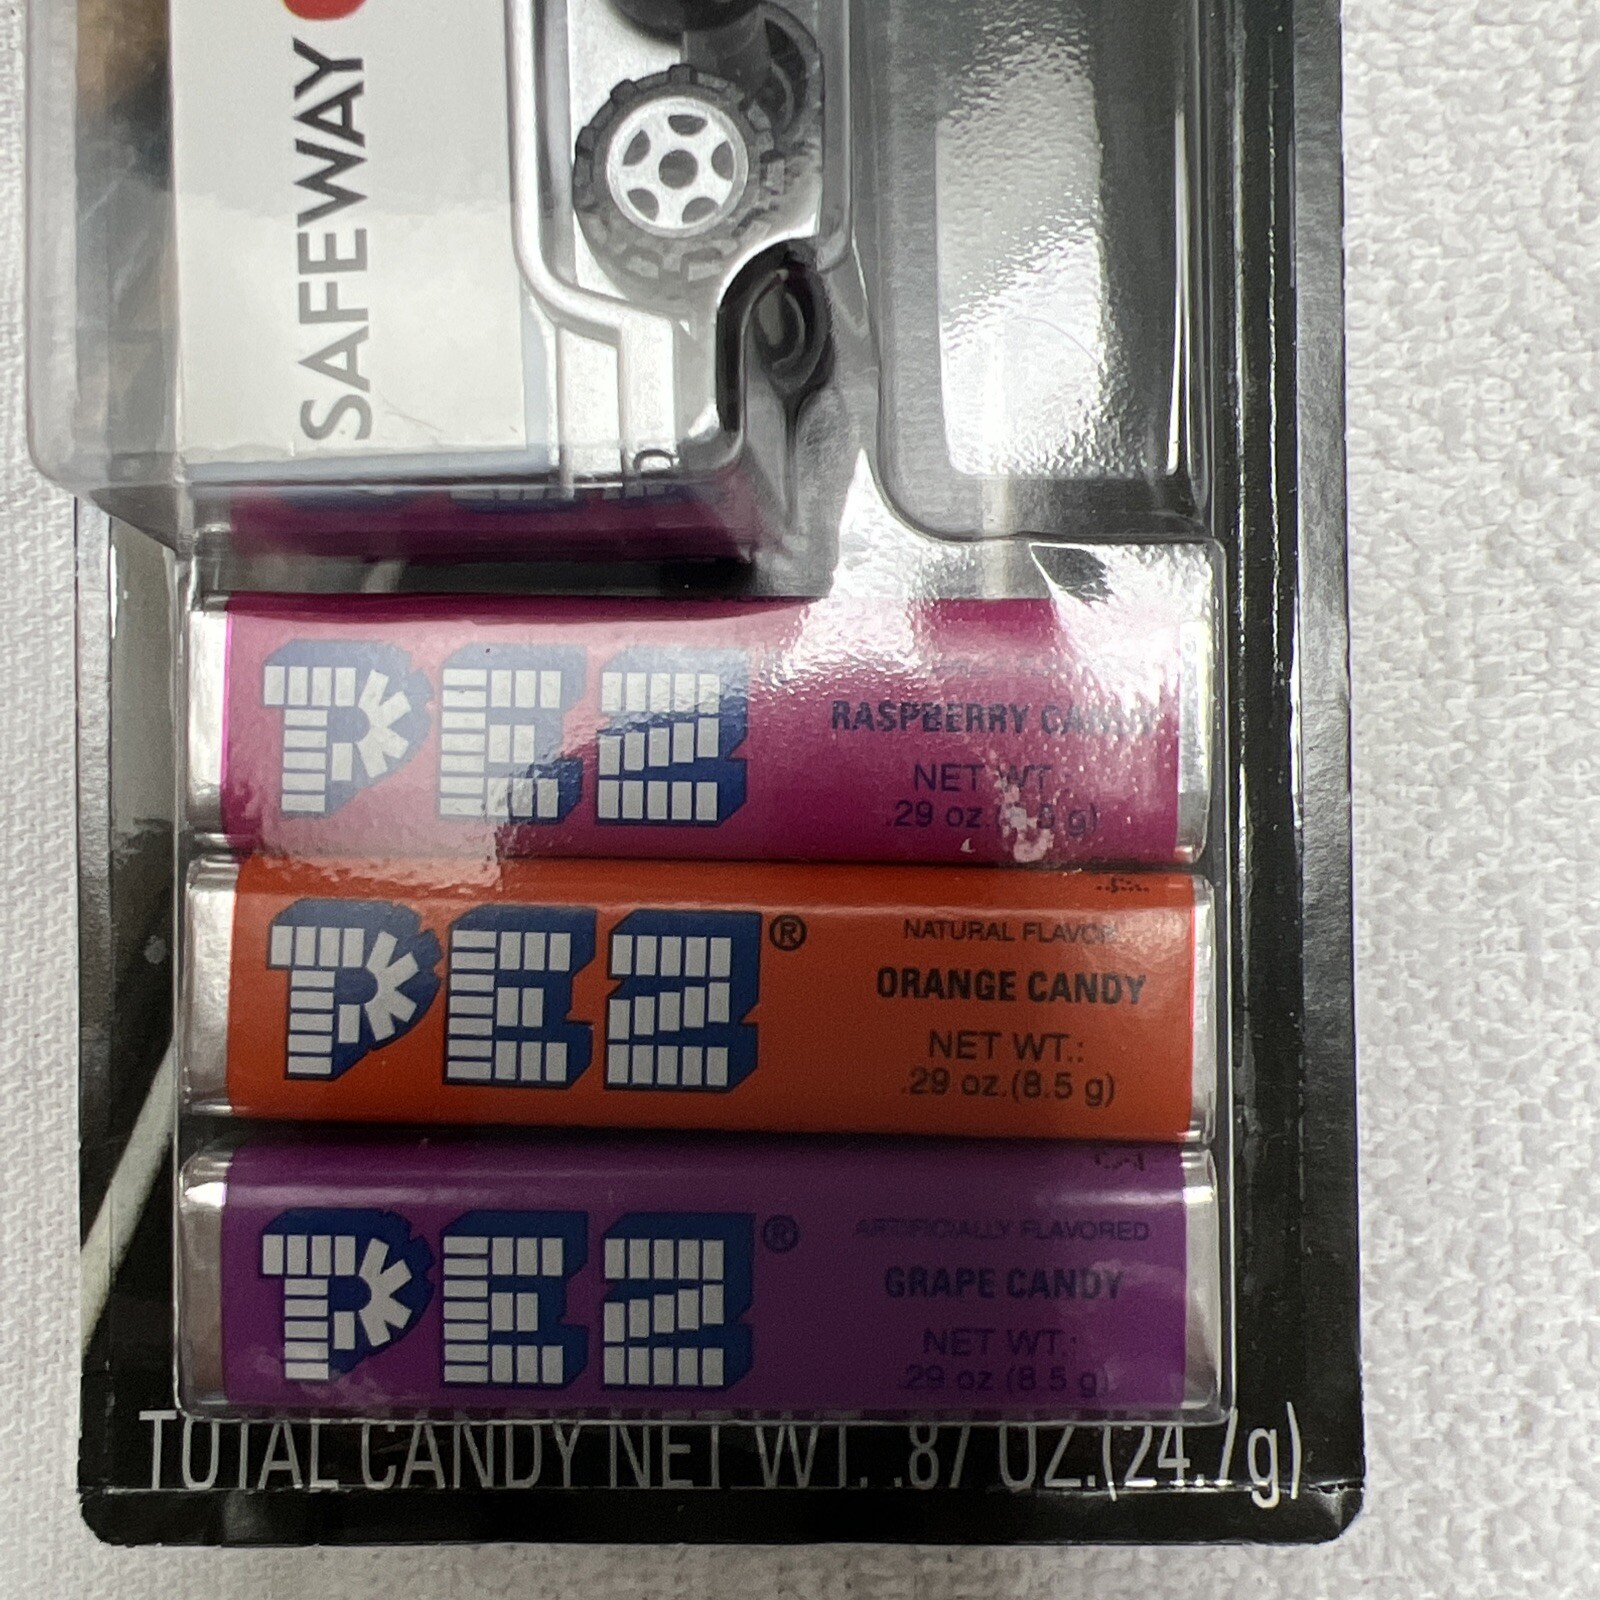 SAFEWAY
PEZ
RASPBERRY CANDY
NET WT.:
.29 oz.(8.5 g)
PEZ®
NATURAL FLAVOR
ORANGE CANDY
NET WT.:
.29 oz.(8.5 g)
PEZ®
ARTIFICIALLY FLAVORED
GRAPE CANDY
NET WT.:
.29 oz.(8.5 g)
TOTAL CANDY NET WT. .87 OZ.(24.7g)